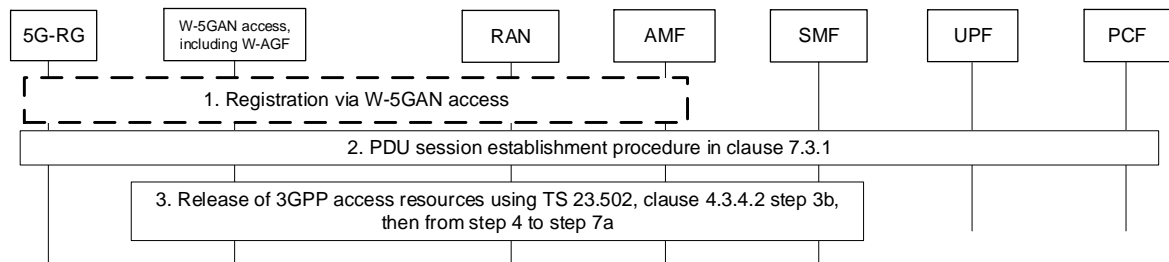 5G-RG
W-5GAN access,
including W-AGF
RAN
AMF
SMF
UPF
PCF
1. Registration via W-5GAN access
2. PDU session establishment procedure in clause 7.3.1
3. Release of 3GPP access resources using TS 23.502, clause 4.3.4.2 step 3b,
then from step 4 to step 7a